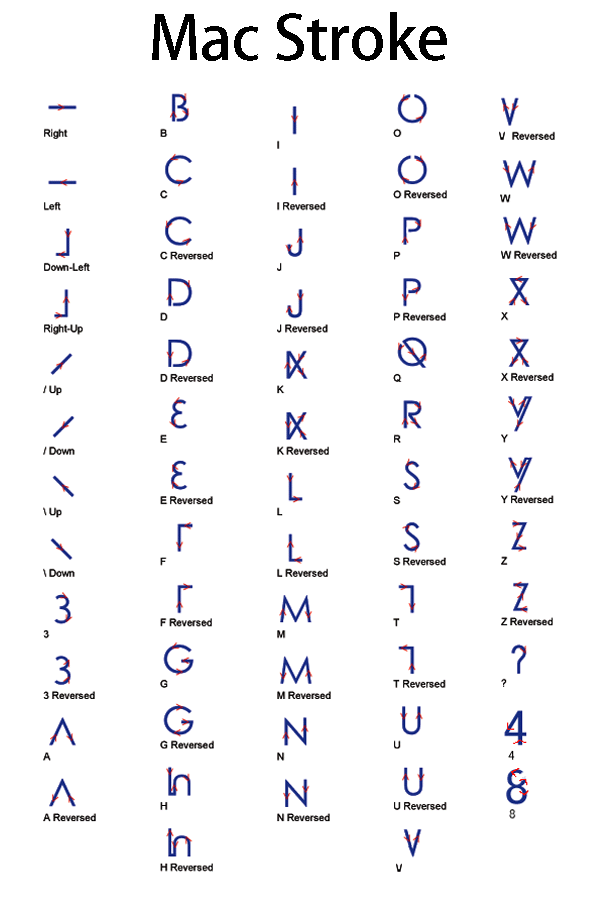 Mac Stroke
Right
Left
Down-Left
Right-Up
/ Up
/ Down
\ Up
\ Down
3
3 Reversed
A
A Reversed
B
C
C Reversed
D
D Reversed
E
E Reversed
F
F Reversed
G
G Reversed
H
H Reversed
I
I Reversed
J
J Reversed
K
K Reversed
L
L Reversed
M
M Reversed
N
N Reversed
O
O Reversed
P
P Reversed
Q
R
S
S Reversed
T
T Reversed
U
U Reversed
V
V Reversed
W
W Reversed
X
X Reversed
Y
Y Reversed
Z
Z Reversed
?
4
8